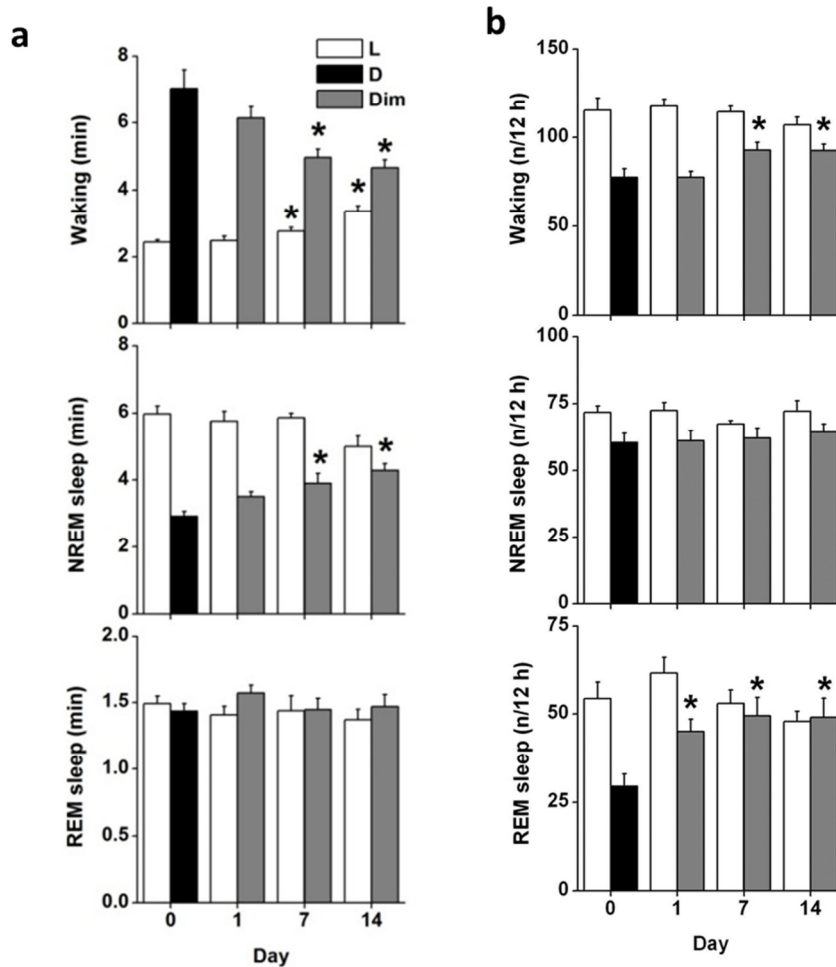 a
Waking (min)
8
6
4
2
0
L
D
Dim
*
*
*
*
NREM sleep (min)
8
6
4
2
0
*
*
REM sleep (min)
2.0
1.5
1.0
0.5
0.0
0 1 7 14
Day
b
Waking (n/12 h)
150
100
50
0
* *
NREM sleep (n/12 h)
100
75
50
25
0
REM sleep (n/12 h)
75
50
25
0
* * *
0 1 7 14
Day